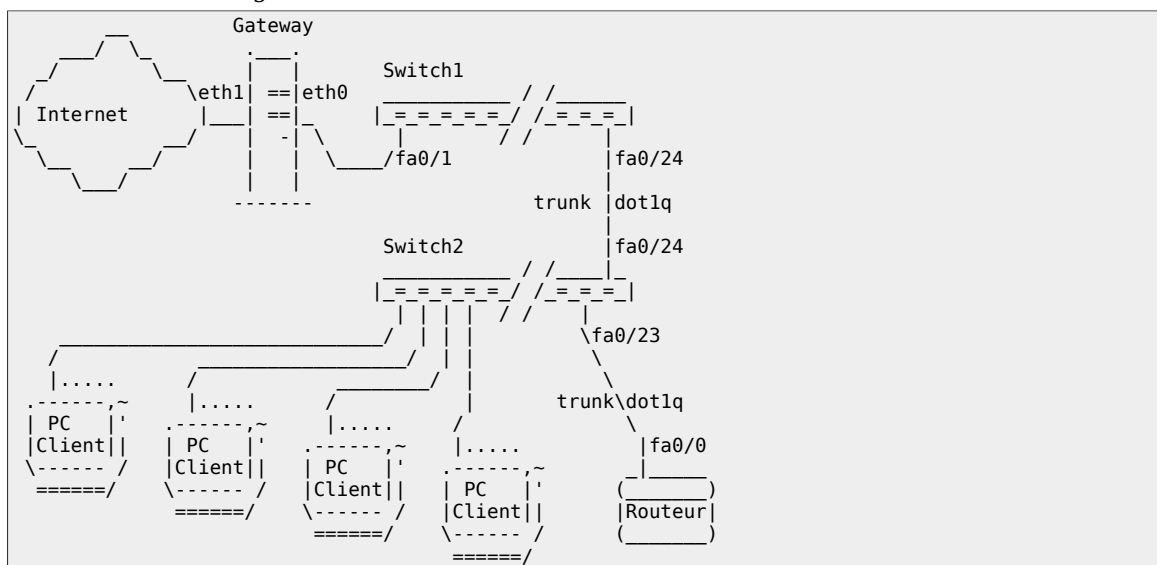 Gateway
Switch1
eth1 == eth0
Internet ==
fa0/1 fa0/24
trunk dot1q
Switch2 fa0/24
fa0/23
trunk dot1q
PC PC PC PC fa0/0
Client Client Client Client
Routeur